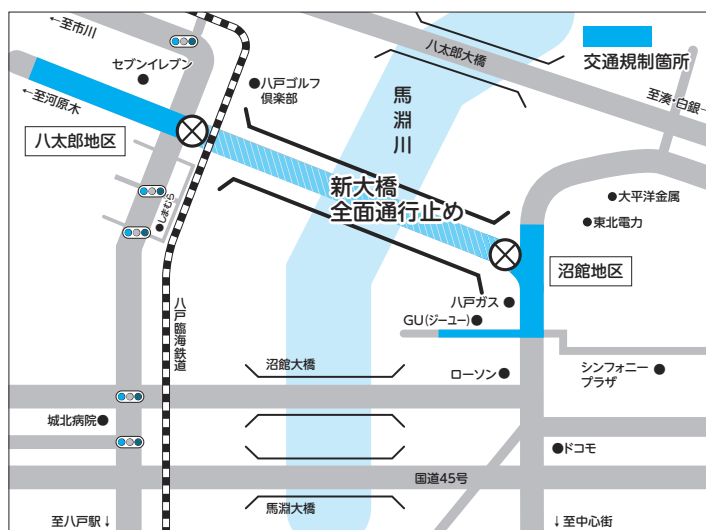 ←至市川
セブンイレブン
八太郎大橋
交通規制箇所
←至河原木
八戸ゴルフ
倶楽部
馬淵川
至湊・白銀→
八太郎地区
新大橋
全面通行止め
しまむら
大平洋金属
東北電力
沼館地区
八戸ガス
GU(ジーユー)
八戸臨海鉄道
沼館大橋
ローソン
シンフォニー
プラザ
城北病院
ドコモ
国道45号
馬淵大橋
至八戸駅↓
↓至中心街